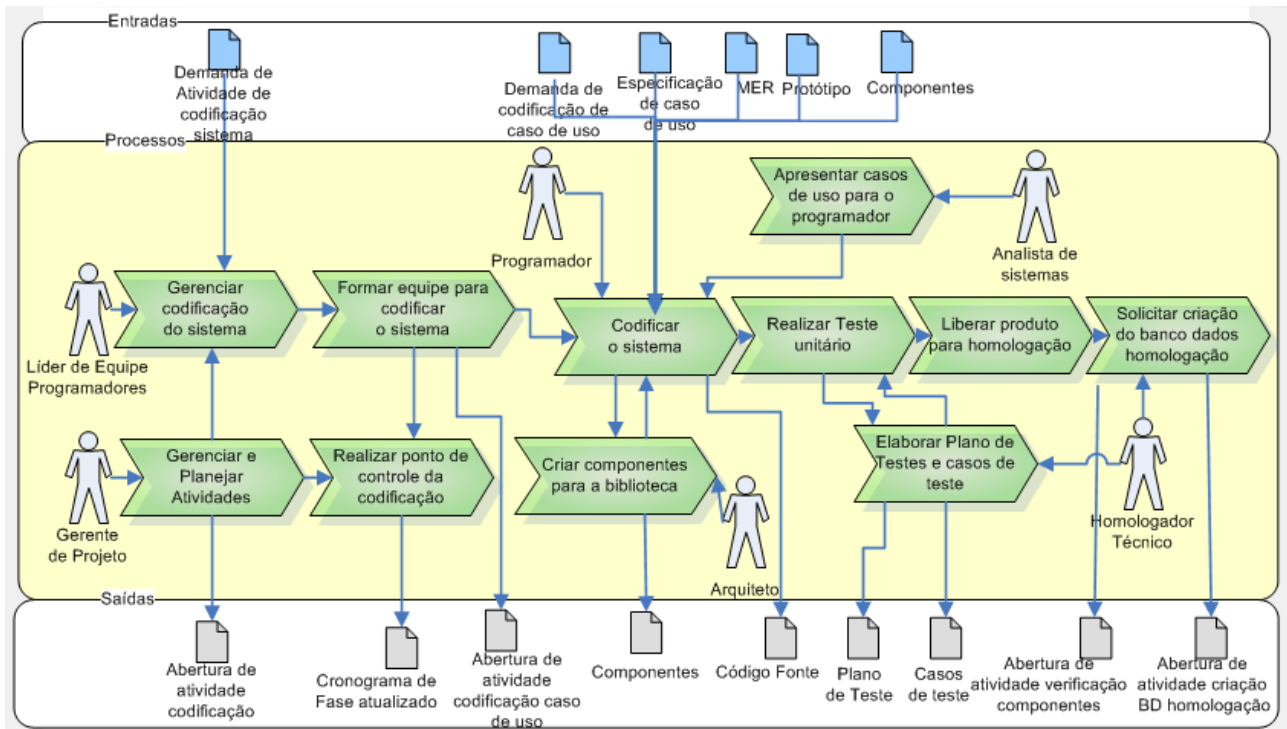 Entradas
Demanda de
Atividade de
codificação
sistema
Demanda de
codificação de
caso de uso
Especificação
de caso
de uso
MER
Protótipo
Componentes
Processos
Programador
Apresentar casos
de uso para o
programador
Analista de
sistemas
Líder de Equipe
Programadores
Gerenciar
codificação
do sistema
Formar equipe para
codificar
o sistema
Codificar
o sistema
Realizar Teste
unitário
Liberar produto
para homologação
Solicitar criação
do banco dados
homologação
Gerente
de Projeto
Gerenciar e
Planejar
Atividades
Realizar ponto de
controle da
codificação
Criar componentes
para a biblioteca
Arquiteto
Elaborar Plano de
Testes e casos de
teste
Homologador
Técnico
Saídas
Abertura de
atividade
codificação
Cronograma de
Fase atualizado
Abertura de
atividade
codificação caso
de uso
Componentes
Código Fonte
Plano
de Teste
Casos
de teste
Abertura de
atividade verificação
componentes
Abertura de
atividade criação
BD homologação